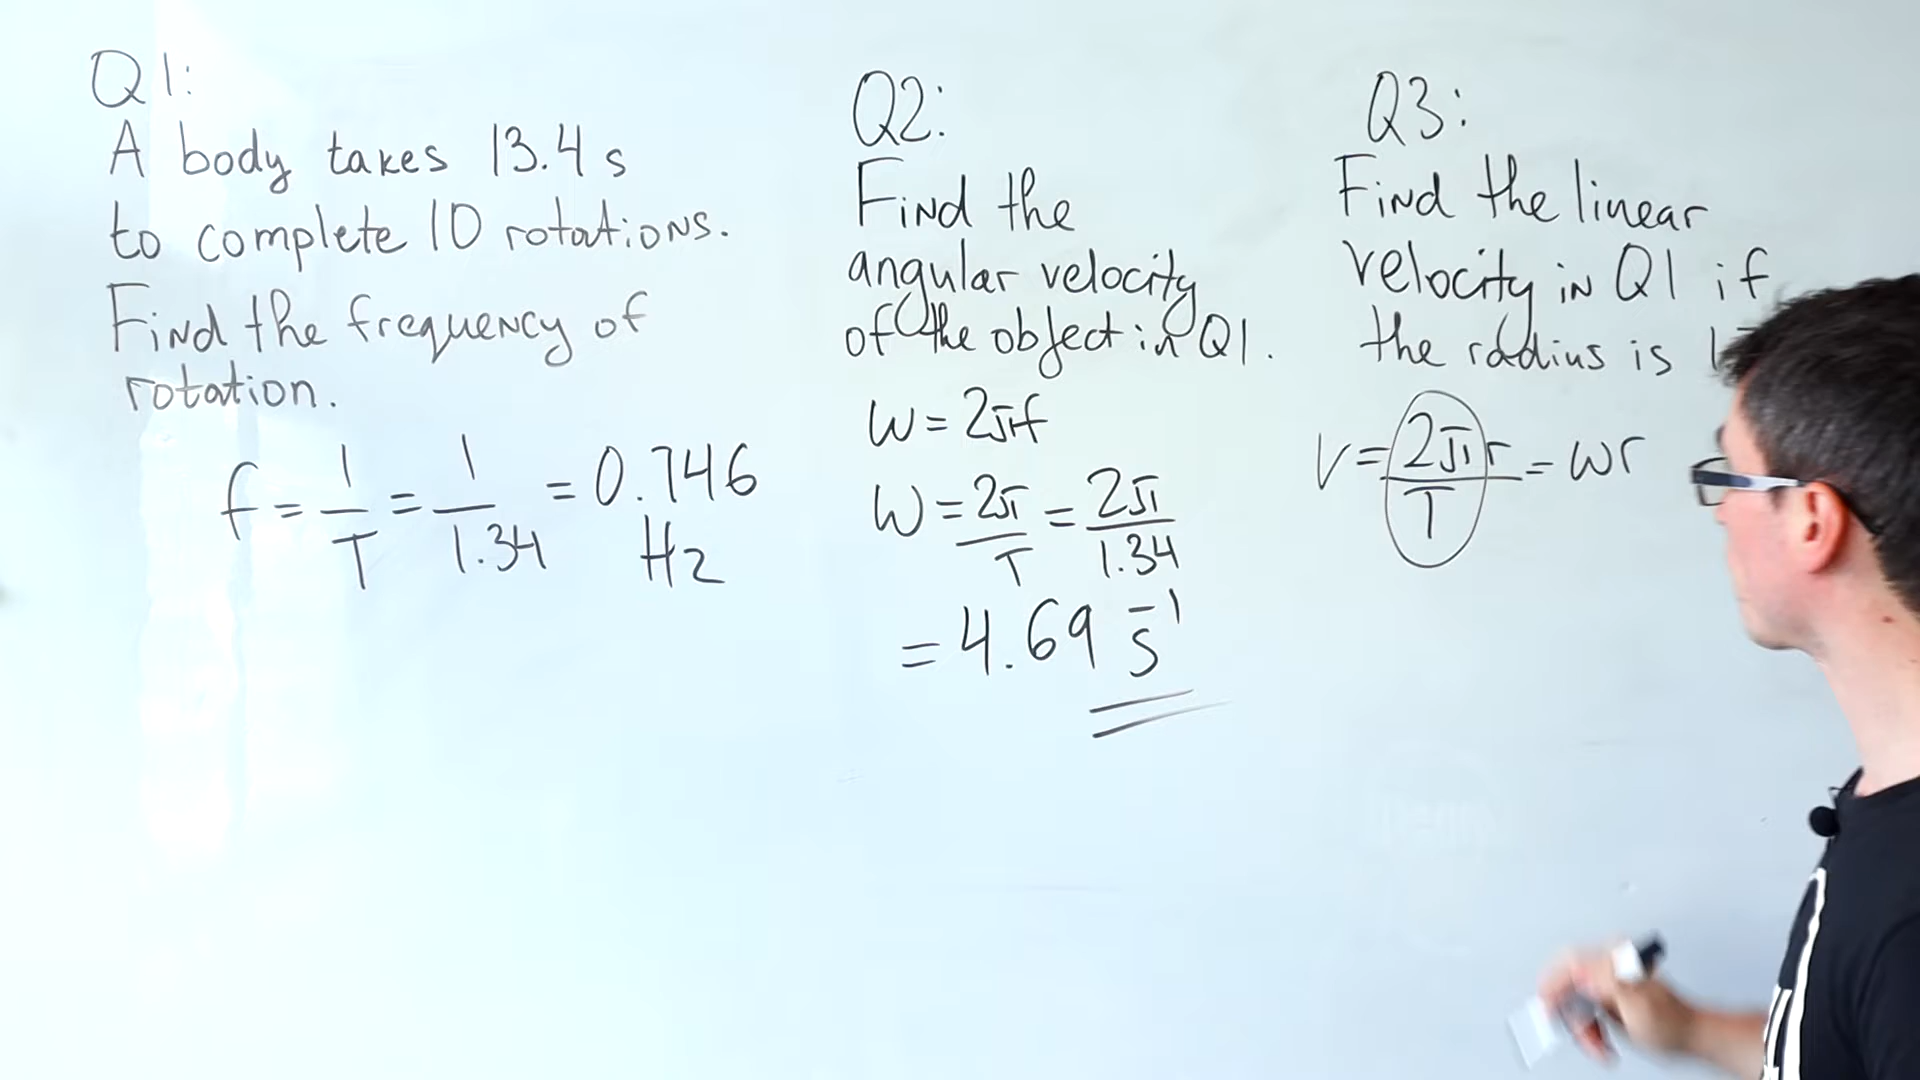 Q1:
A body takes 13.4 s
to complete 10 rotations.
Find the frequency of
rotation.
f = 1/T = 1/1.34 = 0.746
Hz
Q2:
Find the
angular velocity
of the object in Q1.
ω = 2πf
ω = 2π/T = 2π/1.34
= 4.69 s⁻¹
Q3:
Find the linear
velocity in Q1 if
the radius is
v = 2πr/T = ωr